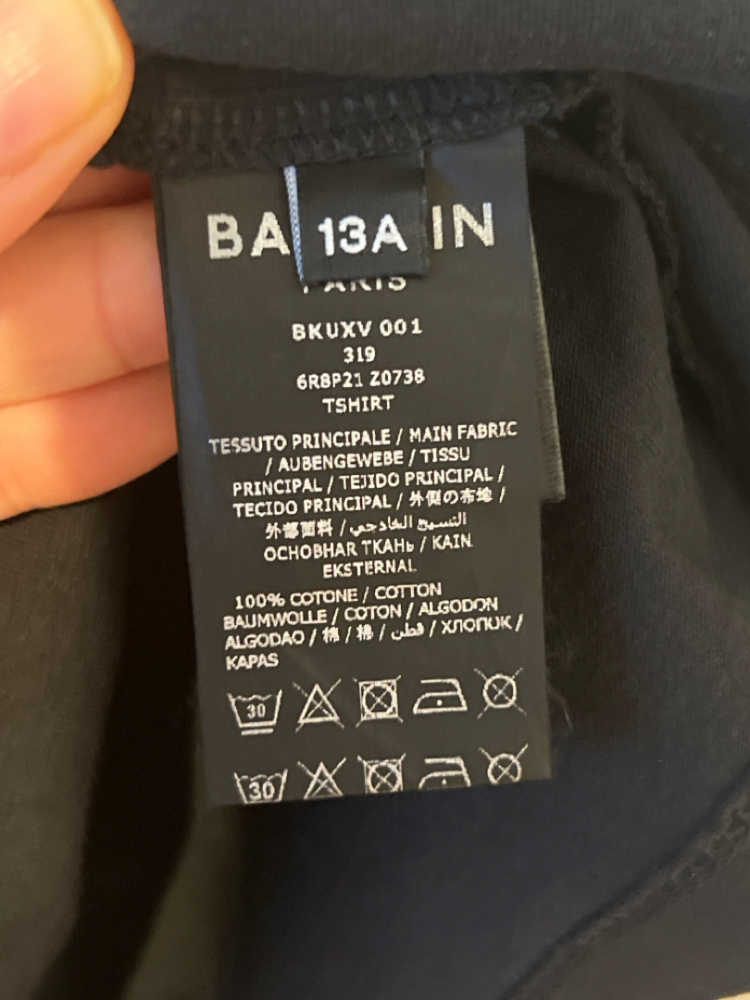 BA 13A IN
PARIS
BKUXV 001
319
6R8P21 Z0738
TSHIRT
TESSUTO PRINCIPALE / MAIN FABRIC
/ AUBENGEWEBE / TISSU
PRINCIPAL / TEJIDO PRINCIPAL /
TECIDO PRINCIPAL / 外側の布地 /
外部面料 / النسيج الخارجي /
ОСНОВНАЯ ТКАНЬ / KAIN
EKSTERNAL
100% COTONE / COTTON
BAUMWOLLE / COTON / ALGODON
ALGODAO / 棉 / 棉 / قطن / ХЛОПОК /
KAPAS
30
30